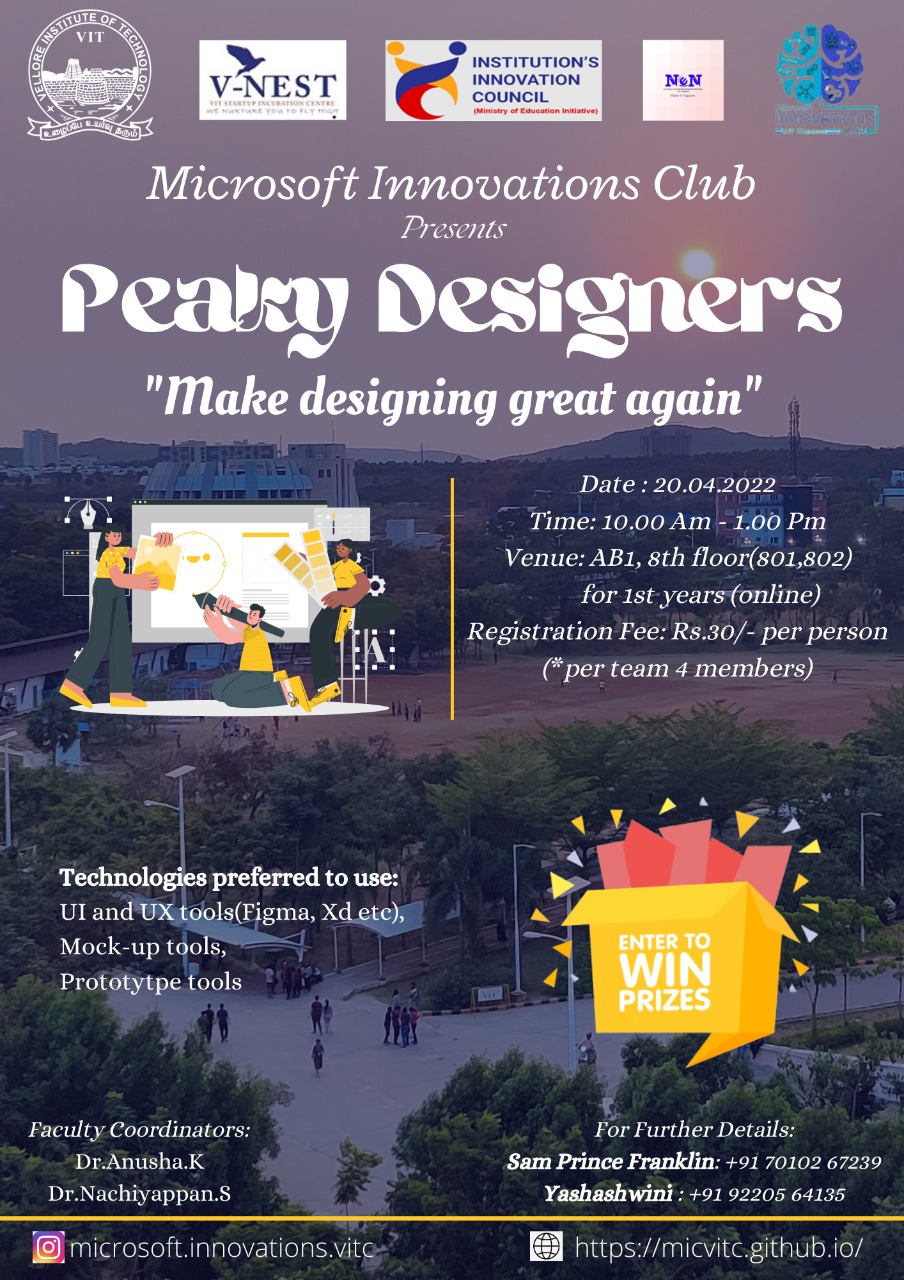 VELLORE INSTITUTE OF TECHNOLOGY
VIT
உழைப்பே உயர்வு தரும்
V-NEST
VIT STARTUP INCUBATION CENTRE
WE NURTURE YOU TO FLY HIGH
INSTITUTION'S
INNOVATION
COUNCIL
(Ministry of Education Initiative)
NeN
Microsoft
INNOVATIONS
Microsoft Innovations Club
Presents
Peaky Designers
"Make designing great again"
Date : 20.04.2022
Time: 10.00 Am - 1.00 Pm
Venue: AB1, 8th floor(801,802)
for 1st years (online)
Registration Fee: Rs.30/- per person
(*per team 4 members)
A
Technologies preferred to use:
UI and UX tools(Figma, Xd etc),
Mock-up tools,
Prototytpe tools
ENTER TO
WIN
PRIZES
VIT
Faculty Coordinators:
Dr.Anusha.K
Dr.Nachiyappan.S
For Further Details:
Sam Prince Franklin: +91 70102 67239
Yashashwini : +91 92205 64135
microsoft.innovations.vitc
https://micvitc.github.io/